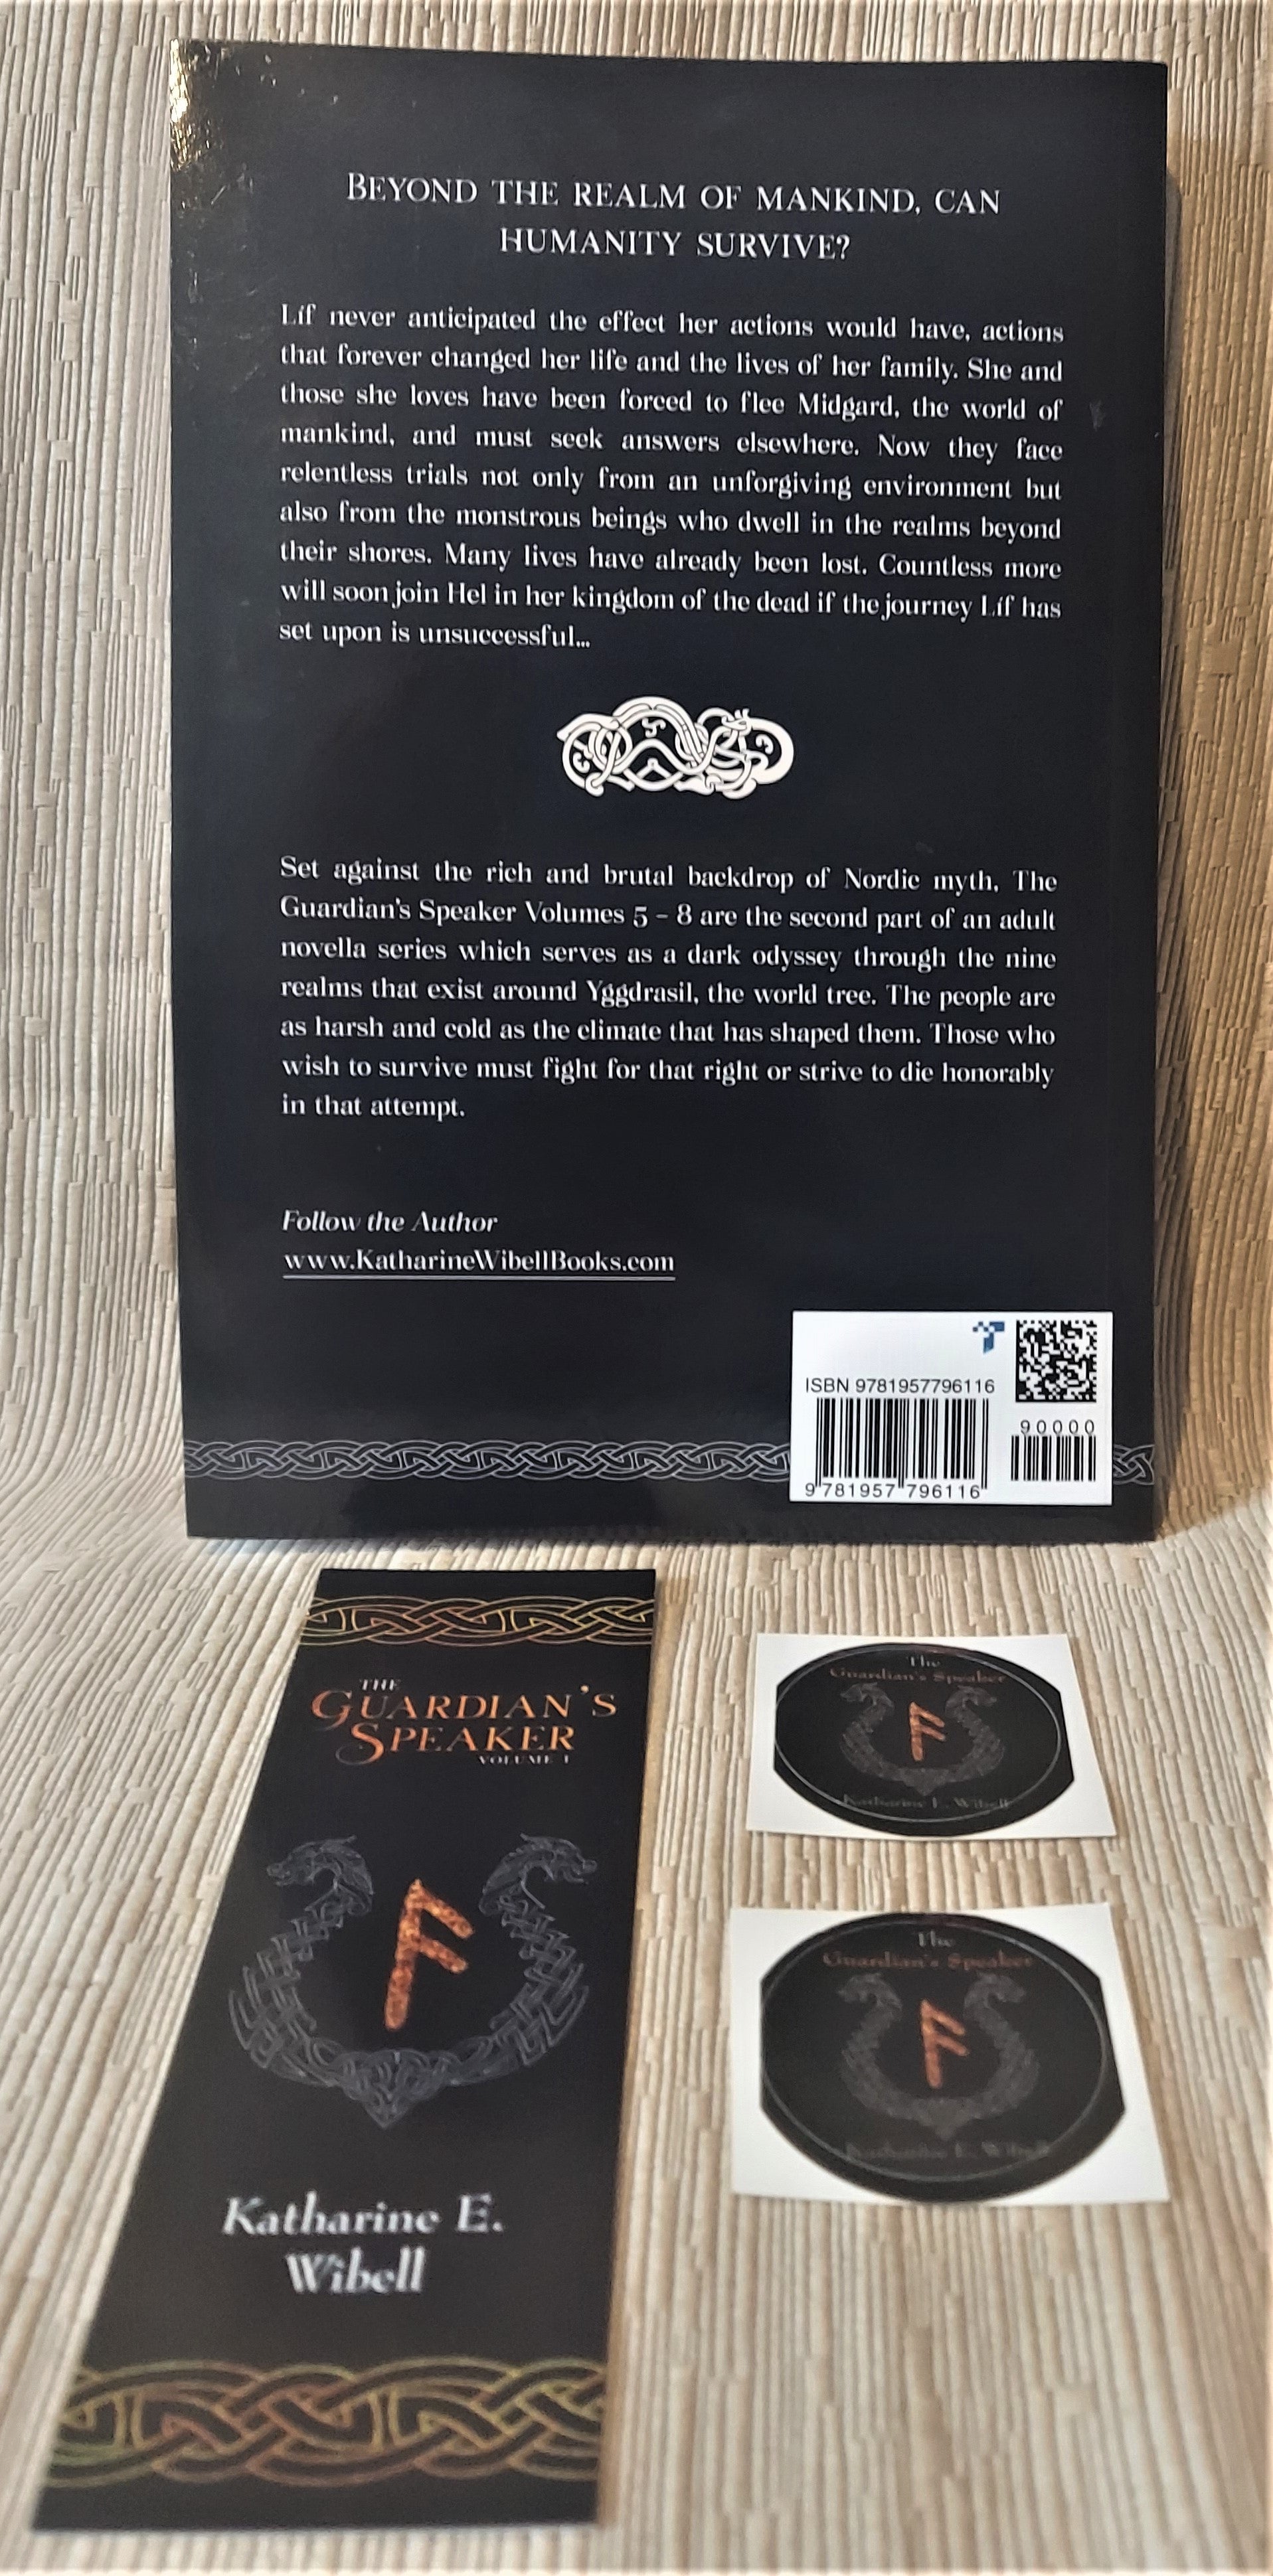 BEYOND THE REALM OF MANKIND, CAN
HUMANITY SURVIVE?
Líf never anticipated the effect her actions would have, actions
that forever changed her life and the lives of her family. She and
those she loves have been forced to flee Midgard, the world of
mankind, and must seek answers elsewhere. Now they face
relentless trials not only from an unforgiving environment but
also from the monstrous beings who dwell in the realms beyond
their shores. Many lives have already been lost. Countless more
will soon join Hel in her kingdom of the dead if the journey Líf has
set upon is unsuccessful...
Set against the rich and brutal backdrop of Nordic myth, The
Guardian's Speaker Volumes 5 – 8 are the second part of an adult
novella series which serves as a dark odyssey through the nine
realms that exist around Yggdrasil, the world tree. The people are
as harsh and cold as the climate that has shaped them. Those who
wish to survive must fight for that right or strive to die honorably
in that attempt.
Follow the Author
www.KatharineWibellBooks.com
ISBN 9781957796116
90000
9 781957 796116
THE
GUARDIAN'S
SPEAKER
VOLUME 1
Katharine E.
Wibell
The
Guardian's Speaker
Katharine E. Wibell
The
Guardian's Speaker
Katharine E. Wibell